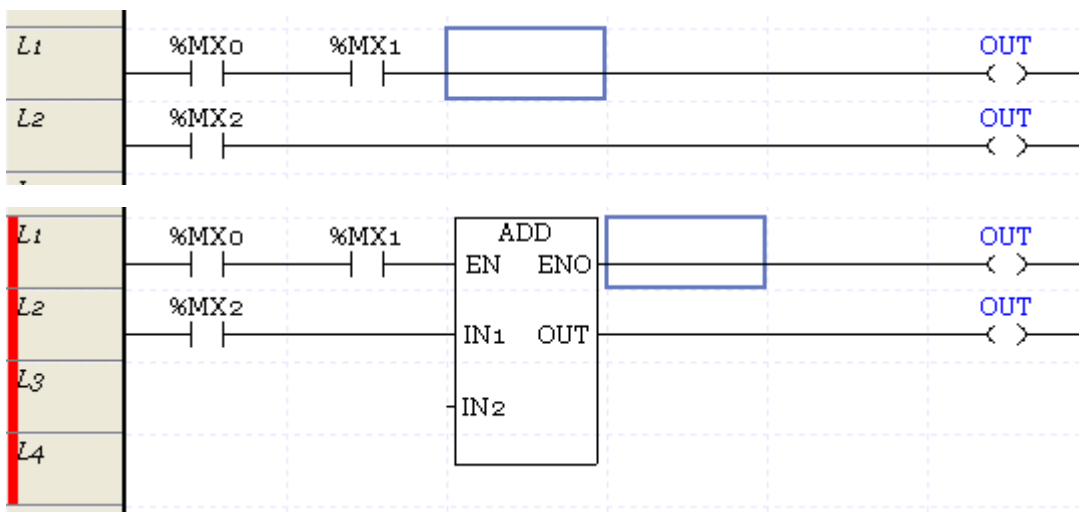 L1 %MX0 %MX1 OUT
L2 %MX2 OUT
L1 %MX0 %MX1 ADD OUT
EN ENO
L2 %MX2 OUT
IN1 OUT
L3
IN2
L4